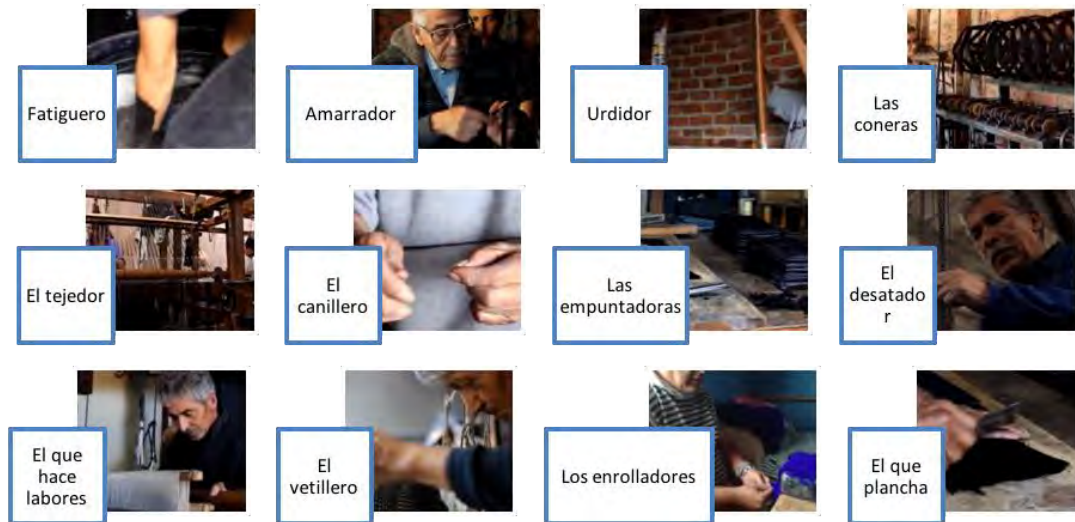 Fatiguero
Amarrador
Urdidor
Las
coneras
El tejedor
El
canillero
Las
empuntadoras
El
desatado
r
El que
hace
labores
El
vetillero
Los enrolladores
El que
plancha